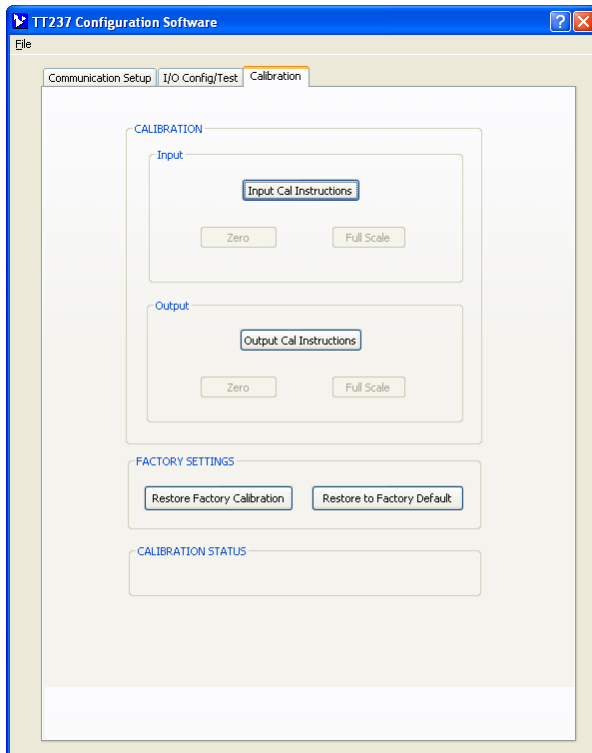 TT237 Configuration Software
File
Communication Setup I/O Config/Test Calibration
CALIBRATION
Input
Input Cal Instructions
Zero Full Scale
Output
Output Cal Instructions
Zero Full Scale
FACTORY SETTINGS
Restore Factory Calibration Restore to Factory Default
CALIBRATION STATUS